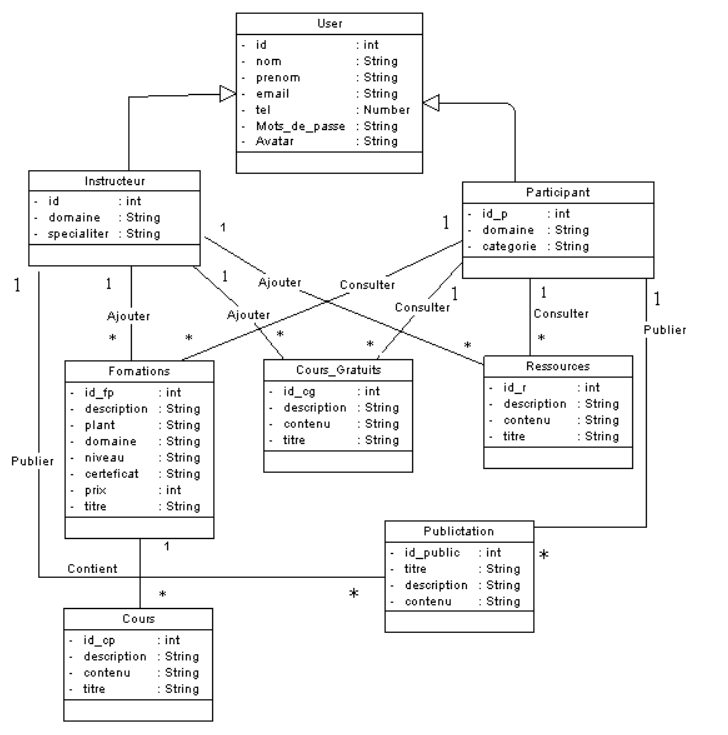 User
- id : int
- nom : String
- prenom : String
- email : String
- tel : Number
- Mots_de_passe : String
- Avatar : String
Instructeur
- id : int
- domaine : String
- specialiter : String
Participant
- id_p : int
- domaine : String
- categorie : String
1
1
1
1
1
1
1
1
Ajouter
Ajouter
Ajouter
Consulter
Consulter
Consulter
Publier
*
*
*
*
*
*
Fomations
- id_fp : int
- description : String
- plant : String
- domaine : String
- niveau : String
- certeficat : String
- prix : int
- titre : String
Cours_Gratuits
- id_cg : int
- description : String
- contenu : String
- titre : String
Ressources
- id_r : int
- description : String
- contenu : String
- titre : String
Publier
1
Contient
*
*
*
Publictation
- id_public : int
- titre : String
- description : String
- contenu : String
Cours
- id_cp : int
- description : String
- contenu : String
- titre : String